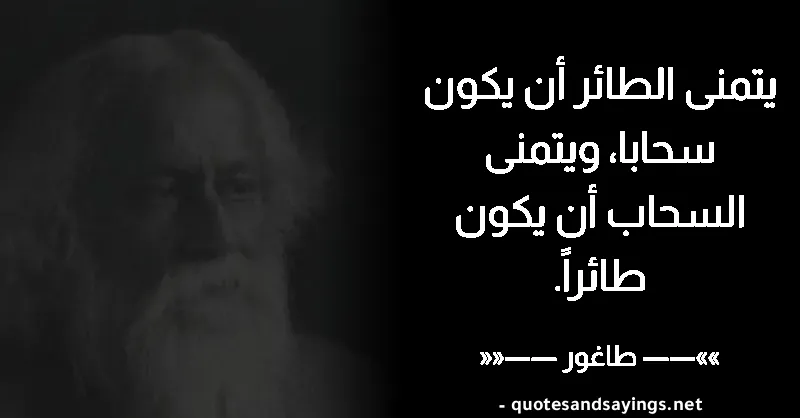 يتمنى الطائر أن يكون
سحابا، ويتمنى
السحاب أن يكون
طائراً.
»»—— طاغور ——««
- quotesandsayings.net